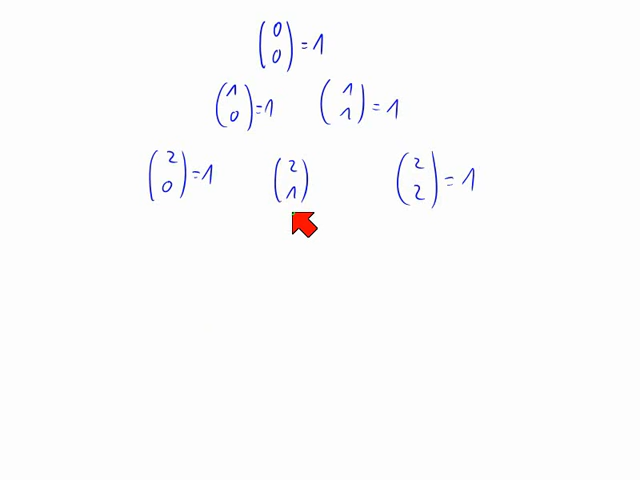 (0 0) = 1
(1 0) = 1 (1 1) = 1
(2 0) = 1 (2 1) (2 2) = 1